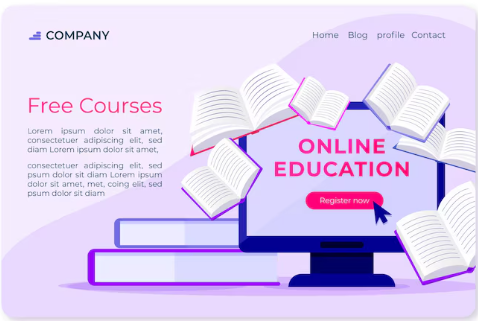 COMPANY
Home Blog profile Contact
Free Courses
Lorem ipsum dolor sit amet,
consectetuer adipiscing elit, sed
diam Lorem ipsum dolor sit amet,
consectetuer adipiscing elit, sed
psum dolor sit diam Lorem ipsum
dolor sit amet, met, coing elit, sed
psum dolor sit diam
ONLINE
EDUCATION
Register now